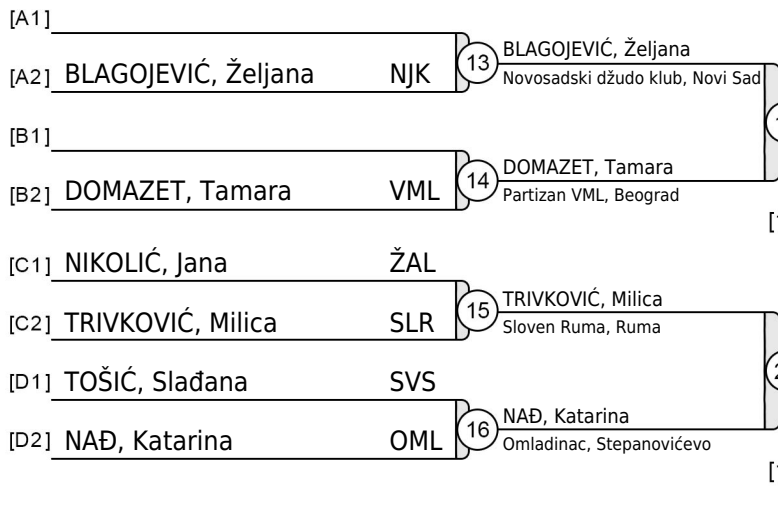 [A1]
[A2] BLAGOJEVIĆ, Željana NJK
13
BLAGOJEVIĆ, Željana
Novosadski džudo klub, Novi Sad
[B1]
[B2] DOMAZET, Tamara VML
14
DOMAZET, Tamara
Partizan VML, Beograd
[C1] NIKOLIĆ, Jana ŽAL
[C2] TRIVKOVIĆ, Milica SLR
15
TRIVKOVIĆ, Milica
Sloven Ruma, Ruma
[D1] TOŠIĆ, Slađana SVS
[D2] NAĐ, Katarina OML
16
NAĐ, Katarina
Omladinac, Stepanovićevo